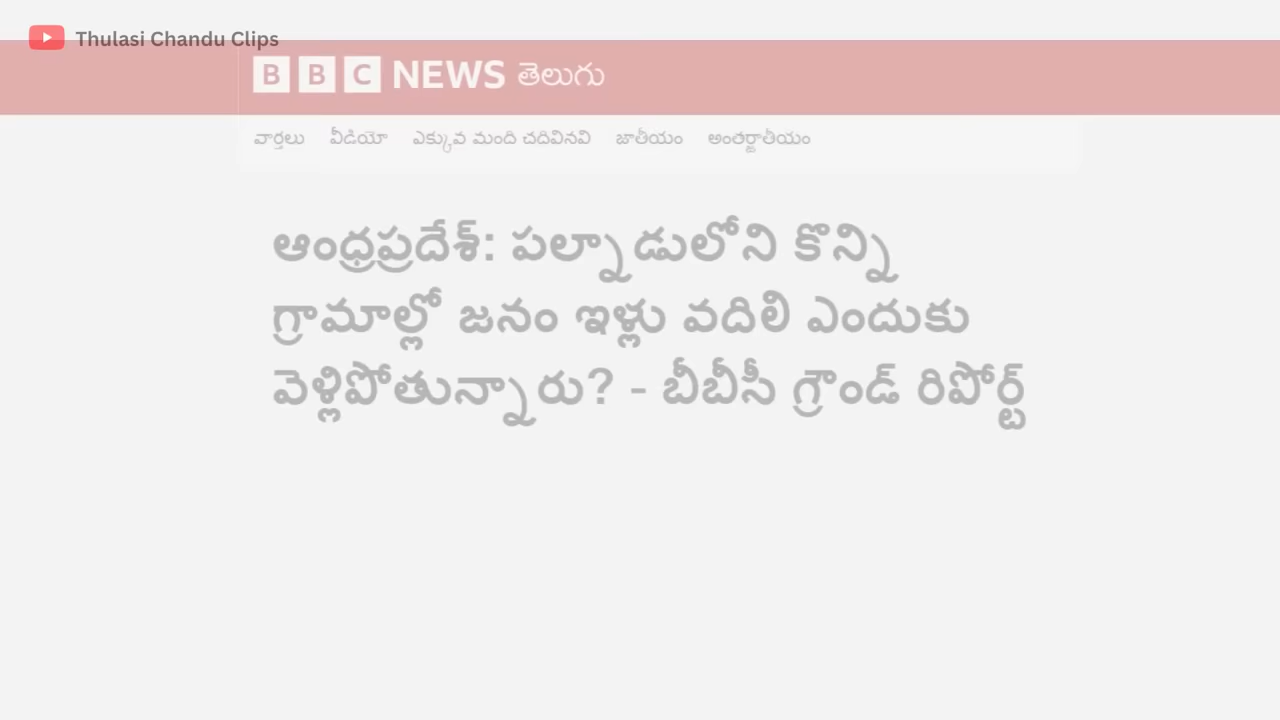 Thulasi Chandu Clips
BBC NEWS తెలుగు
వార్తలు వీడియో ఎక్కువ మంది చదివినవి జాతీయం అంతర్జాతీయం
ఆంధ్రప్రదేశ్: పల్నాడులోని కొన్ని
గ్రామాల్లో జనం ఇళ్లు వదిలి ఎందుకు
వెళ్లిపోతున్నారు? - బీబీసీ గ్రౌండ్ రిపోర్ట్